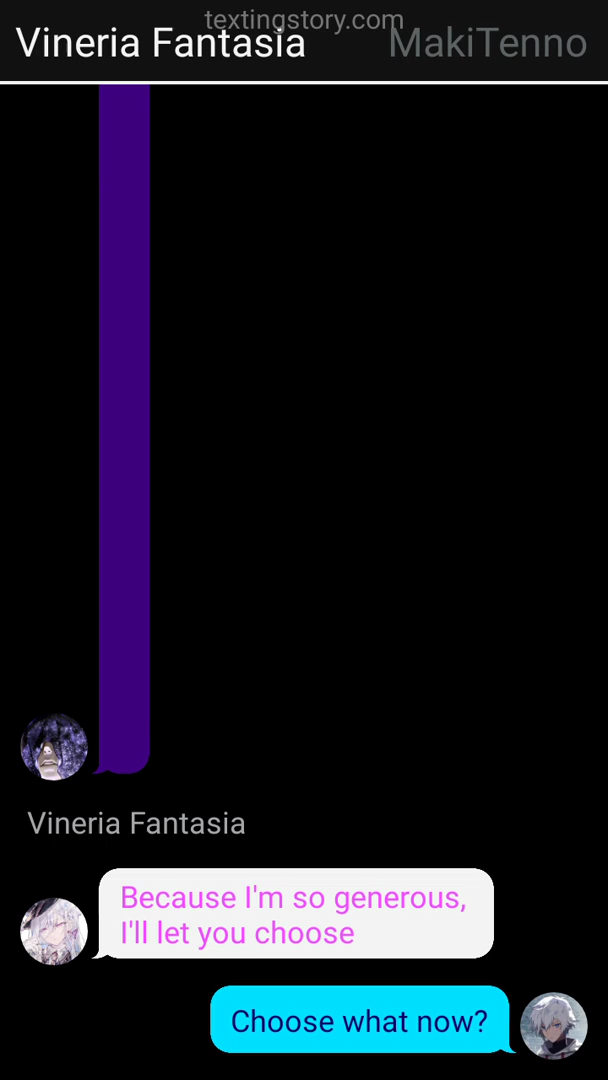 textingstory.com
Vineria Fantasia MakiTenno
Vineria Fantasia
Because I'm so generous,
I'll let you choose
Choose what now?